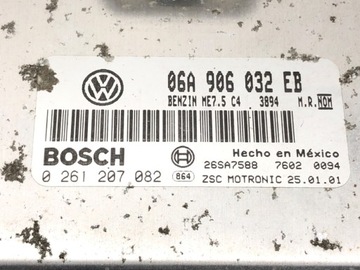 06A 906 032 EB
BENZIN ME7.5 C4 3894 M.R. NOM
BOSCH
Hecho en México
26SA7588 7602 0094
0 261 207 082 864 ZSC MOTRONIC 25.01.01